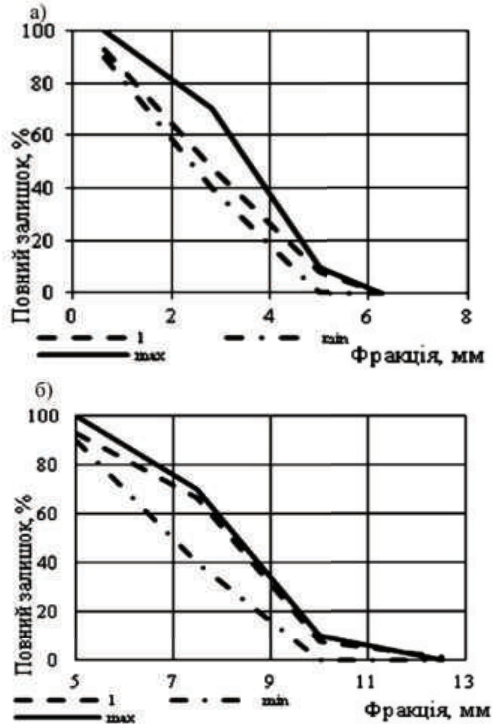 а)
Повний залишок, %
100
80
60
40
20
0
0 2 4 6 8
1 min
max Фракція, мм
б)
Повний залишок, %
100
80
60
40
20
0
5 7 9 11 13
1 min
max Фракція, мм